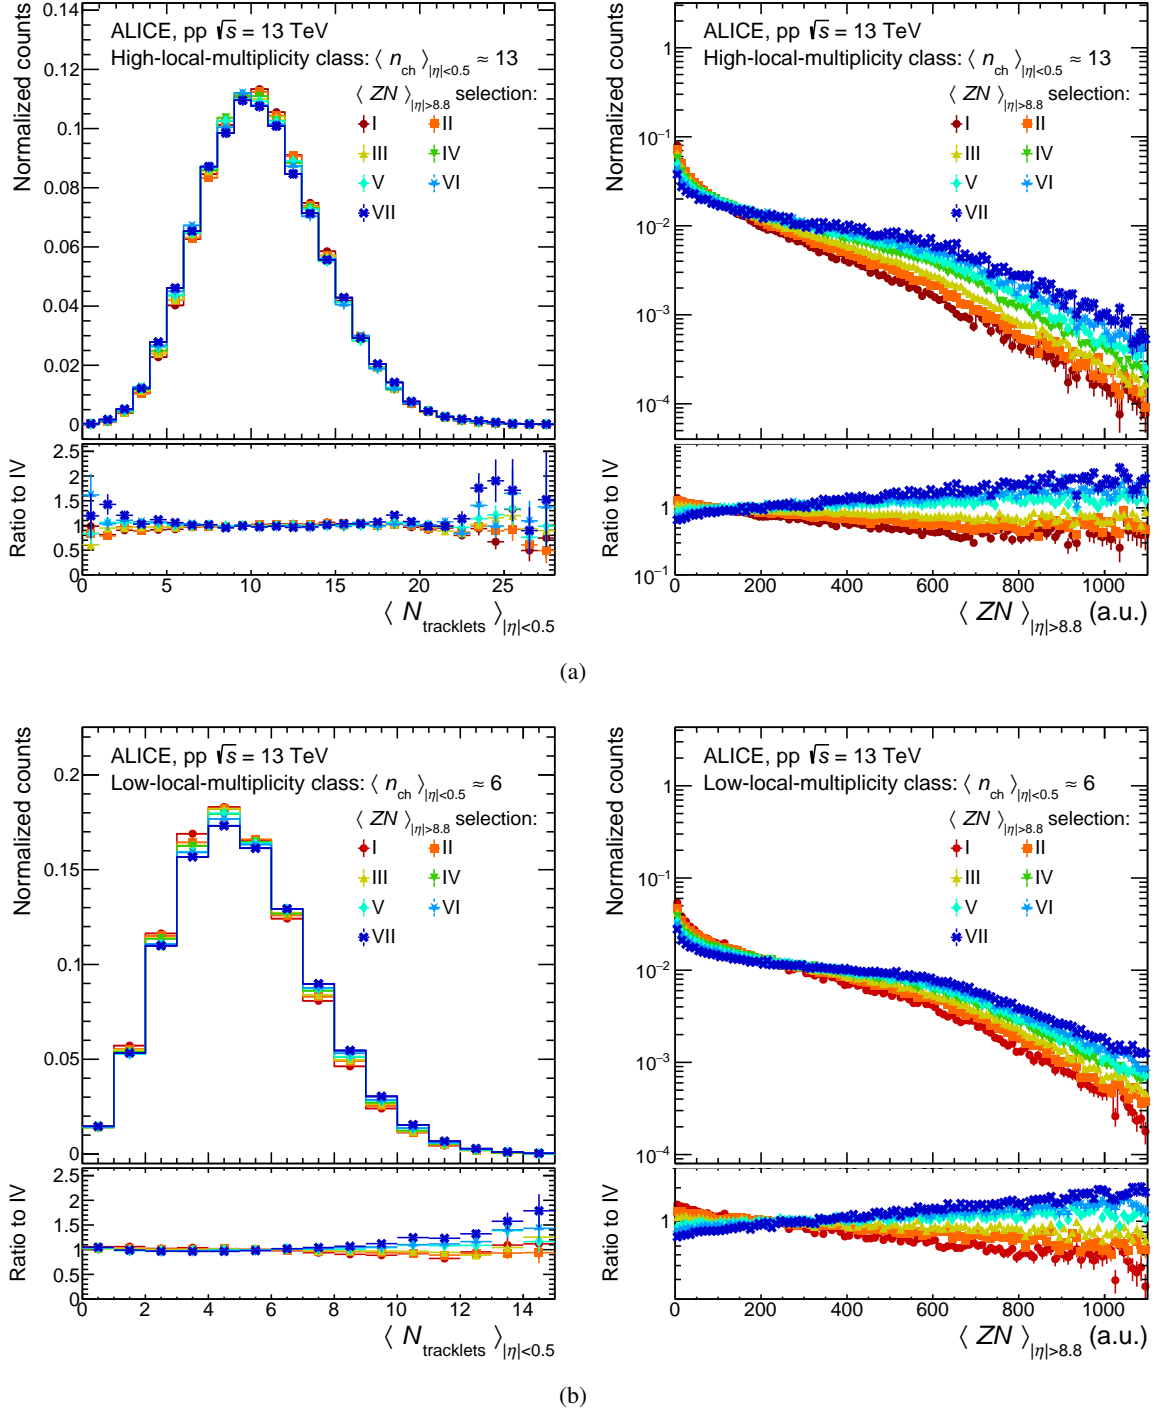 ALICE, pp √s = 13 TeV
High-local-multiplicity class: ⟨ n_ch ⟩_|η|<0.5 ≈ 13
⟨ ZN ⟩_|η|>8.8 selection:
I II
III IV
V VI
VII
Normalized counts
0.14
0.12
0.1
0.08
0.06
0.04
0.02
0
Ratio to IV
2.5
2.0
1.5
1.0
0.5
0
0 5 10 15 20 25
⟨ N_tracklets ⟩_|η|<0.5
ALICE, pp √s = 13 TeV
High-local-multiplicity class: ⟨ n_ch ⟩_|η|<0.5 ≈ 13
⟨ ZN ⟩_|η|>8.8 selection:
I II
III IV
V VI
VII
Normalized counts
1
10⁻¹
10⁻²
10⁻³
10⁻⁴
Ratio to IV
1
10⁻¹
0 200 400 600 800 1000
⟨ ZN ⟩_|η|>8.8 (a.u.)
(a)
ALICE, pp √s = 13 TeV
Low-local-multiplicity class: ⟨ n_ch ⟩_|η|<0.5 ≈ 6
⟨ ZN ⟩_|η|>8.8 selection:
I II
III IV
V VI
VII
Normalized counts
0.2
0.15
0.1
0.05
0
Ratio to IV
2.5
2.0
1.5
1.0
0.5
0
0 2 4 6 8 10 12 14
⟨ N_tracklets ⟩_|η|<0.5
ALICE, pp √s = 13 TeV
Low-local-multiplicity class: ⟨ n_ch ⟩_|η|<0.5 ≈ 6
⟨ ZN ⟩_|η|>8.8 selection:
I II
III IV
V VI
VII
Normalized counts
1
10⁻¹
10⁻²
10⁻³
10⁻⁴
Ratio to IV
1
0 200 400 600 800 1000
⟨ ZN ⟩_|η|>8.8 (a.u.)
(b)